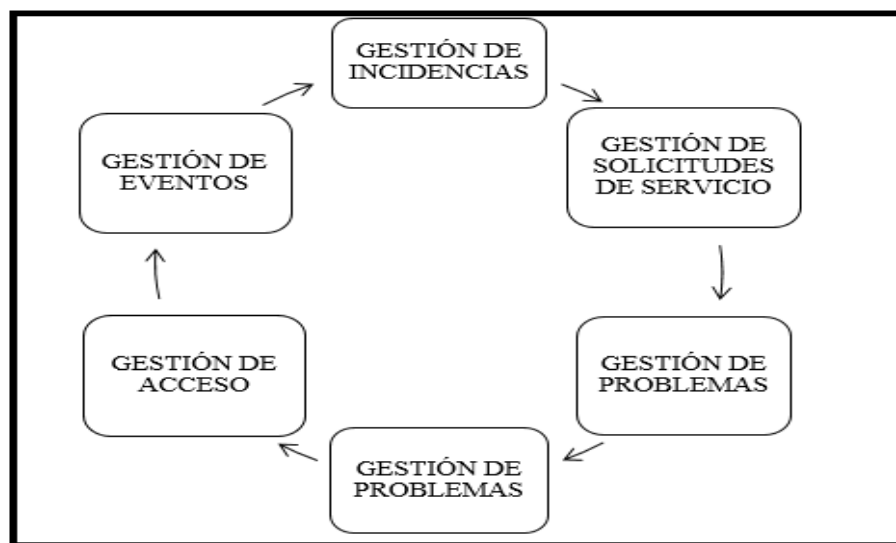 GESTIÓN DE
INCIDENCIAS
GESTIÓN DE
SOLICITUDES
DE SERVICIO
GESTIÓN DE
PROBLEMAS
GESTIÓN DE
PROBLEMAS
GESTIÓN DE
ACCESO
GESTIÓN DE
EVENTOS